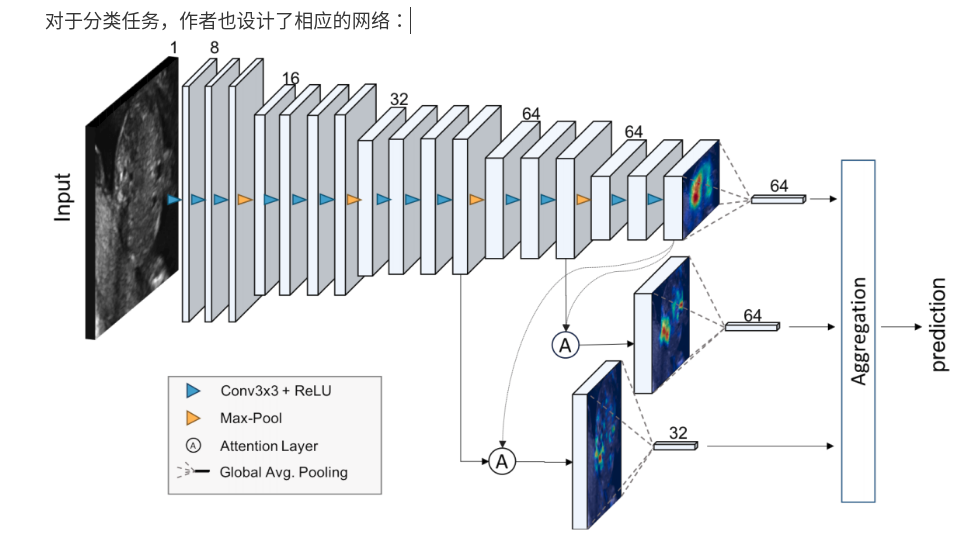 对于分类任务，作者也设计了相应的网络：
1
8
16
32
64
64
64
Input
A
64
A
32
Aggregation
prediction
Conv3x3 + ReLU
Max-Pool
A
Attention Layer
Global Avg. Pooling